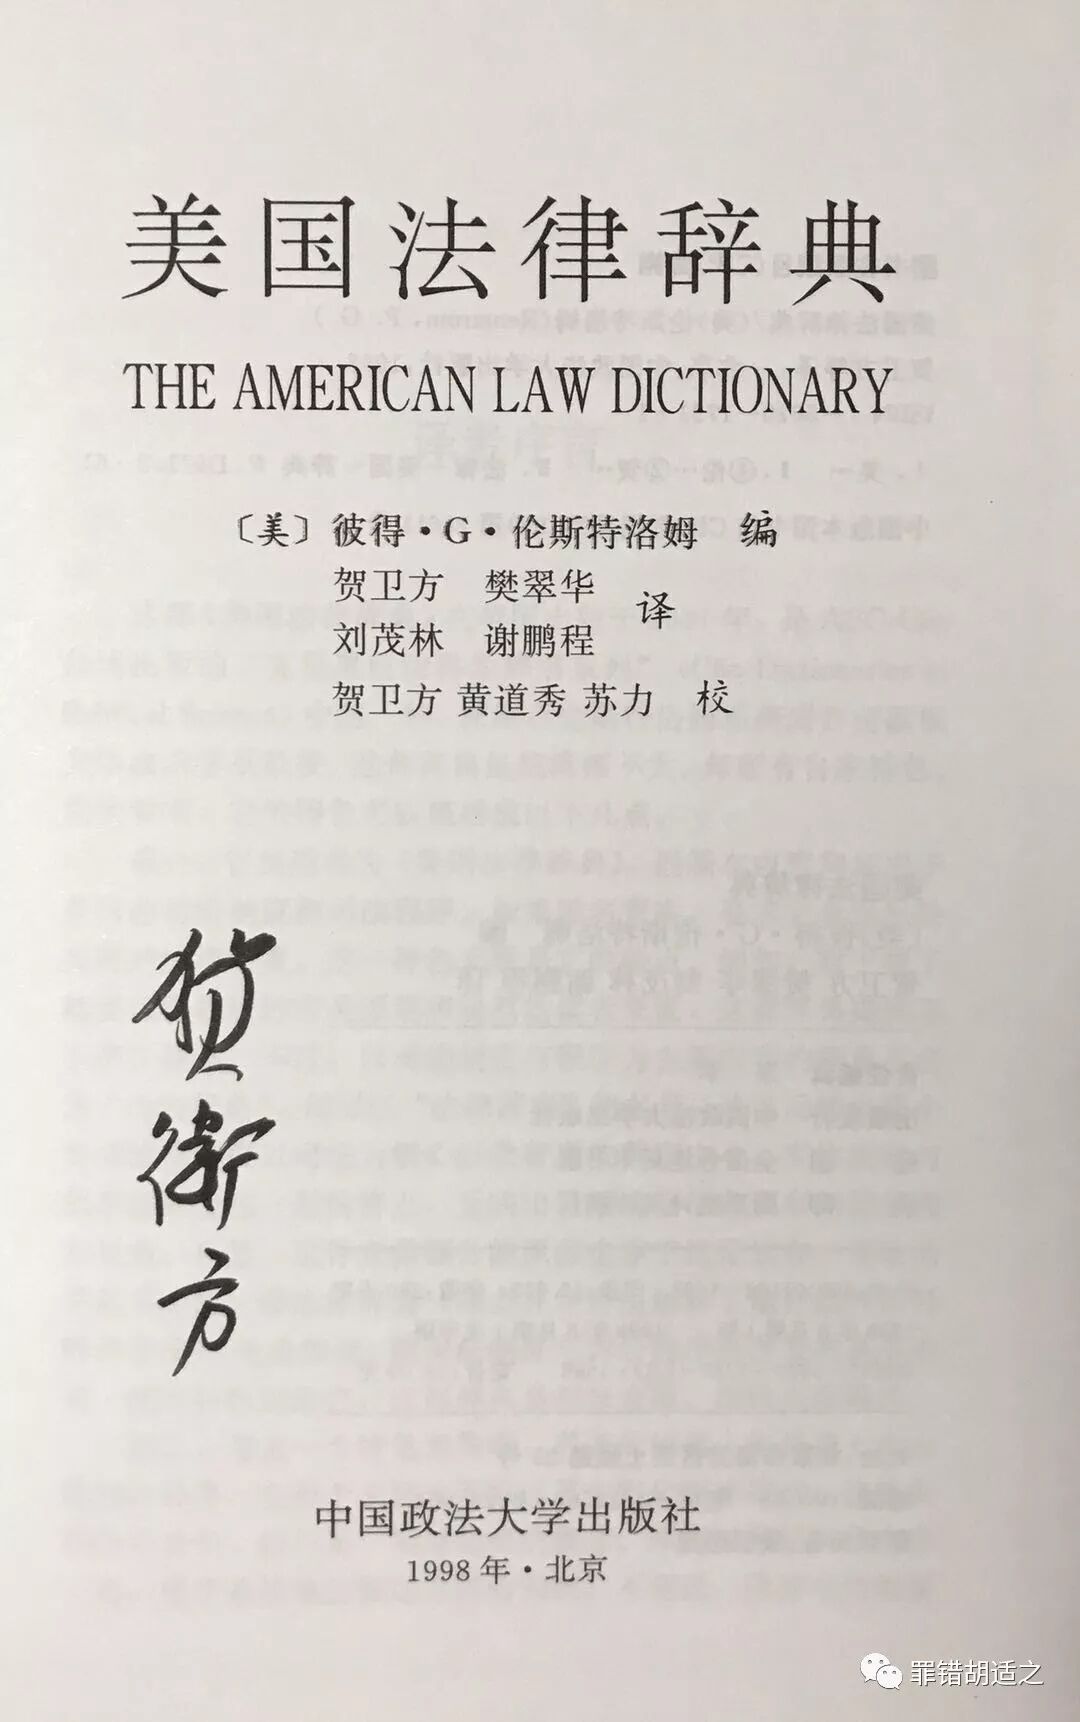 美国法律辞典
THE AMERICAN LAW DICTIONARY
〔美〕彼得·G·伦斯特洛姆 编
贺卫方 樊翠华
刘茂林 谢鹏程 译
贺卫方 黄道秀 苏力 校
贺
衛
方
中国政法大学出版社
1998年·北京
罪错胡适之